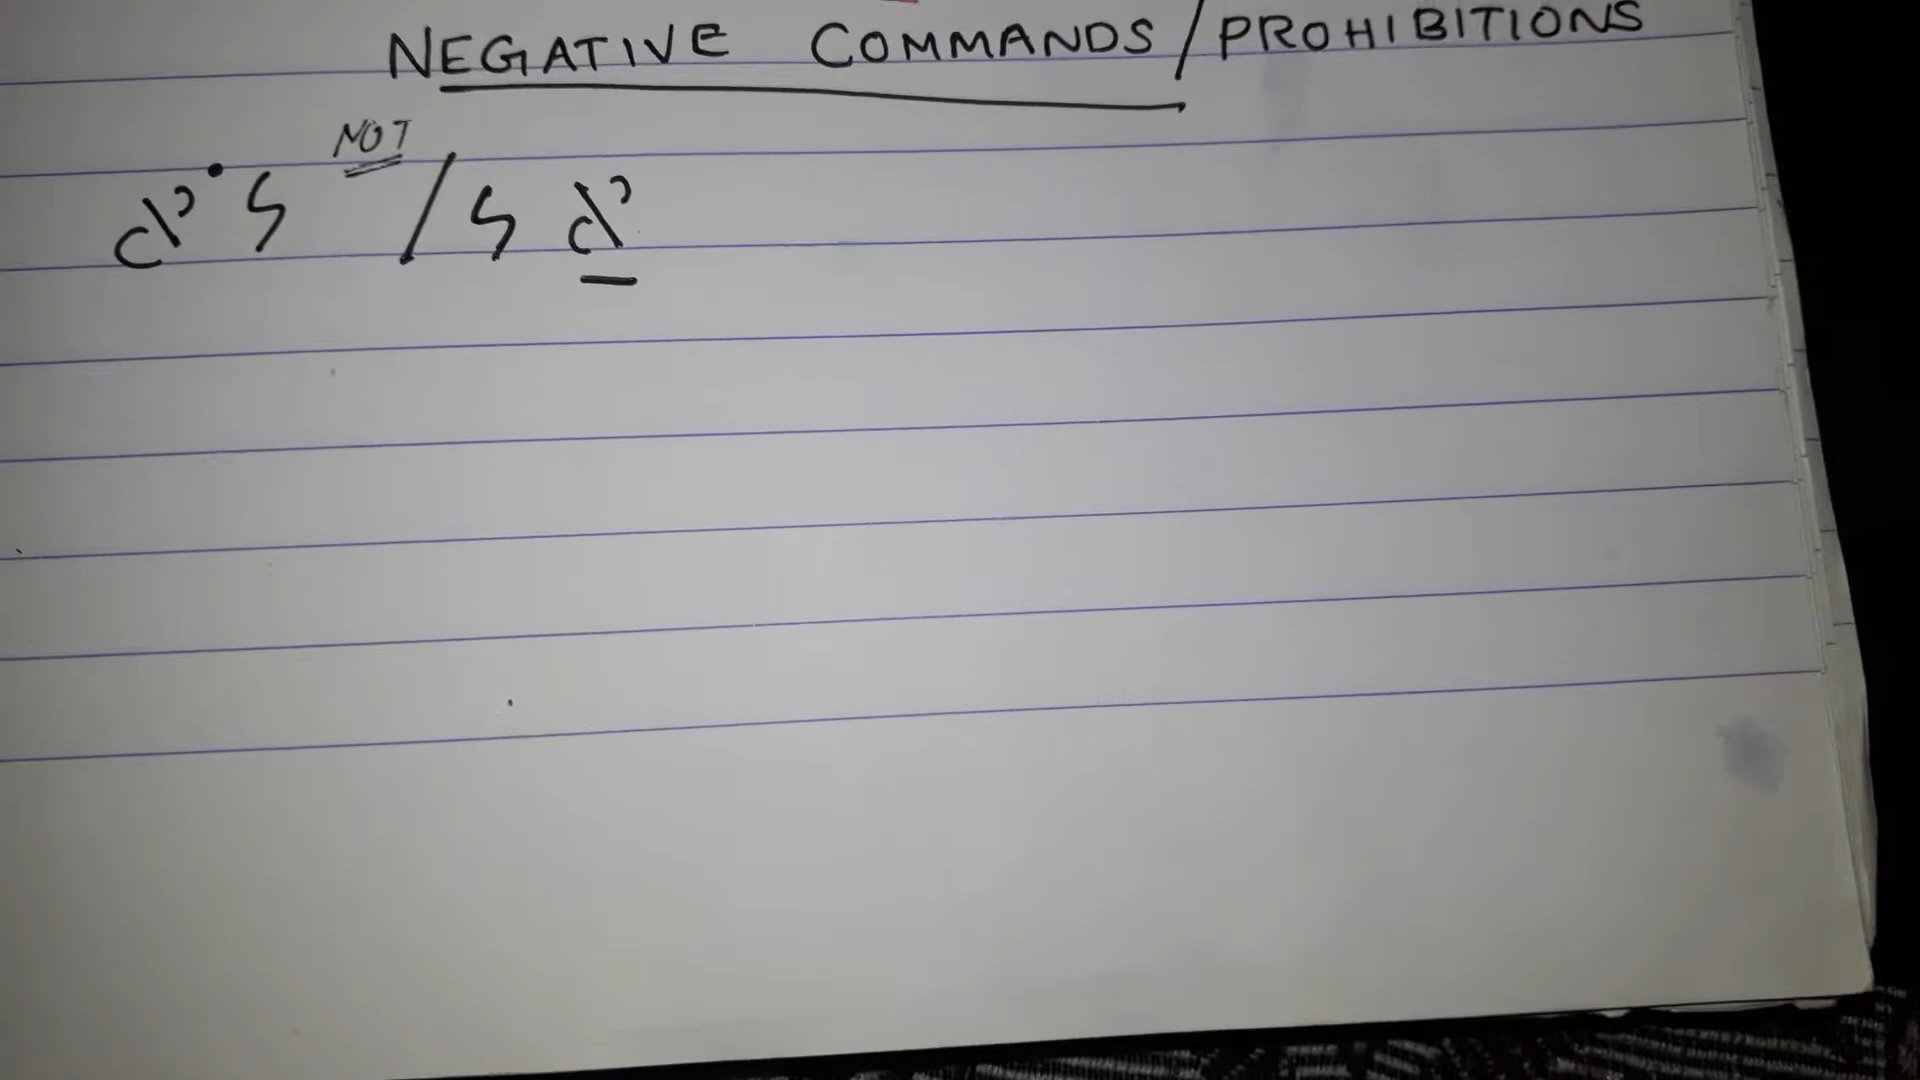 NEGATIVE COMMANDS/PROHIBITIONS
NOT
אַל / לֹא